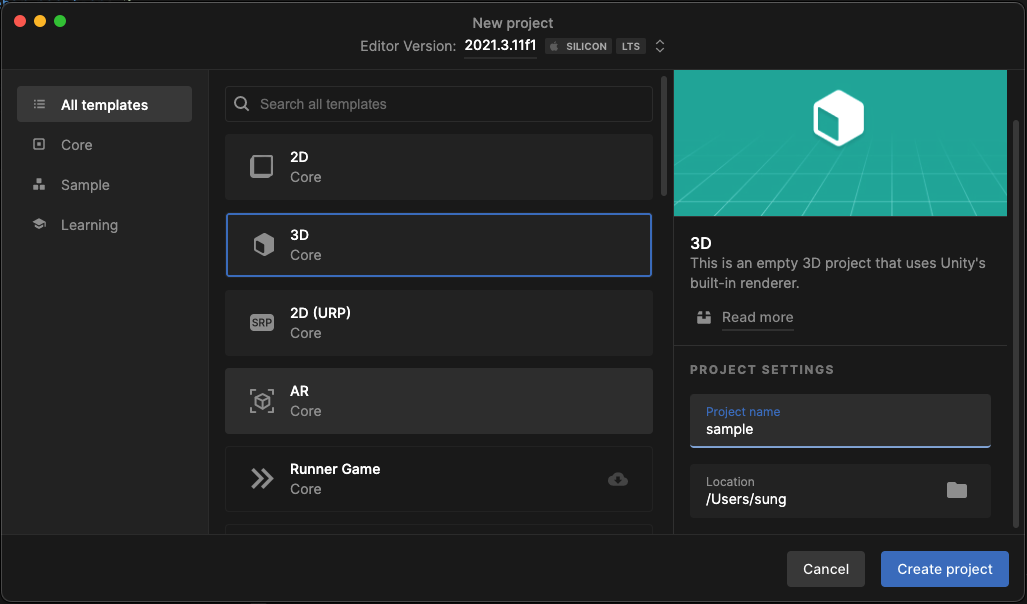 New project
Editor Version: 2021.3.11f1 SILICON LTS
All templates
Core
Sample
Learning
Search all templates
2D
Core
3D
Core
SRP
2D (URP)
Core
AR
Core
Runner Game
Core
3D
This is an empty 3D project that uses Unity's
built-in renderer.
Read more
PROJECT SETTINGS
Project name
sample
Location
/Users/sung
Cancel
Create project